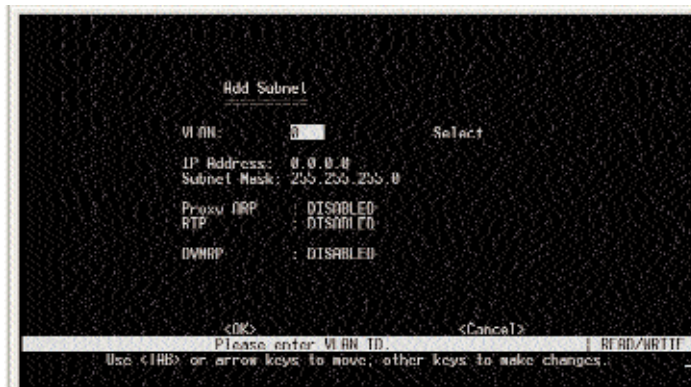 Add Subnet
VLAN: 0 Select
IP Address: 0.0.0.0
Subnet Mask: 255.255.255.0
Proxy ARP : DISABLED
RIP : DISABLED
DVMRP : DISABLED
<OK> <Cancel>
Please enter VLAN ID. | READ/WRITE
Use <TAB> or arrow keys to move, other keys to make changes.